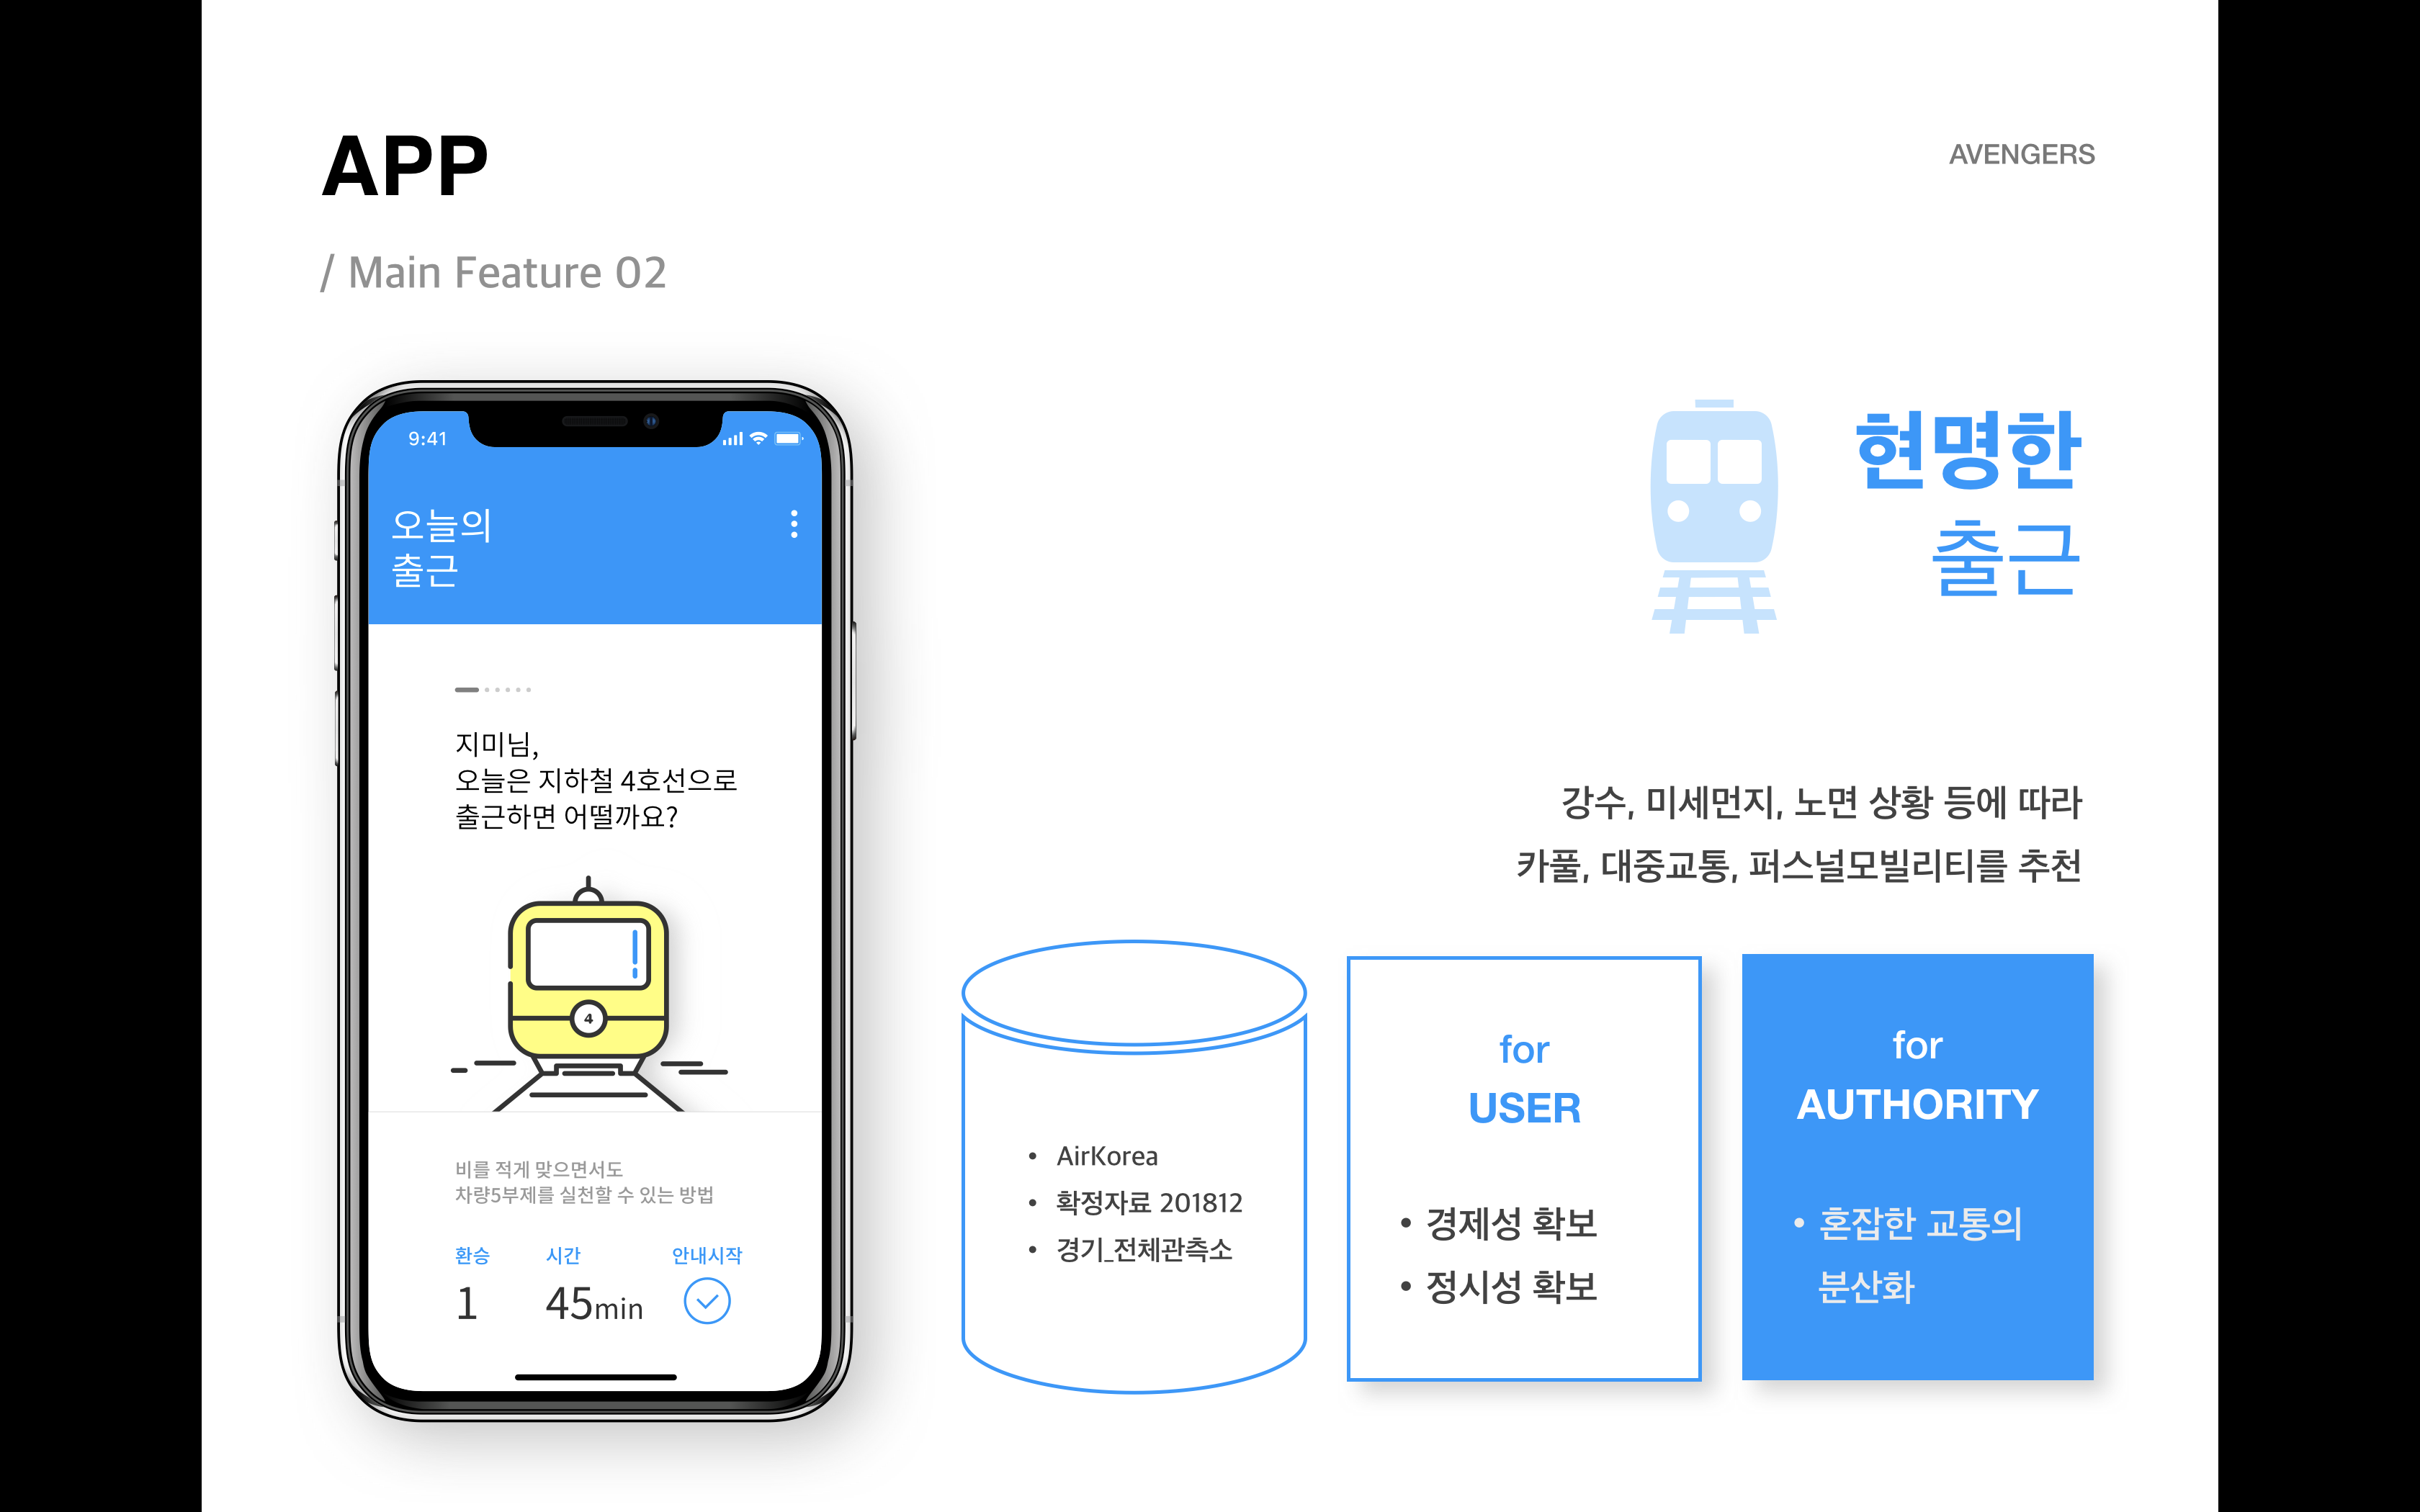 APP
AVENGERS
/ Main Feature 02
9:41
오늘의
출근
지미님,
오늘은 지하철 4호선으로
출근하면 어떨까요?
4
비를 적게 맞으면서도
차량5부제를 실천할 수 있는 방법
환승 시간 안내시작
1 45min
현명한
출근
강수, 미세먼지, 노면 상황 등에 따라
카풀, 대중교통, 퍼스널모빌리티를 추천
• AirKorea
• 확정자료 201812
• 경기_전체관측소
for
USER
• 경제성 확보
• 정시성 확보
for
AUTHORITY
• 혼잡한 교통의
분산화